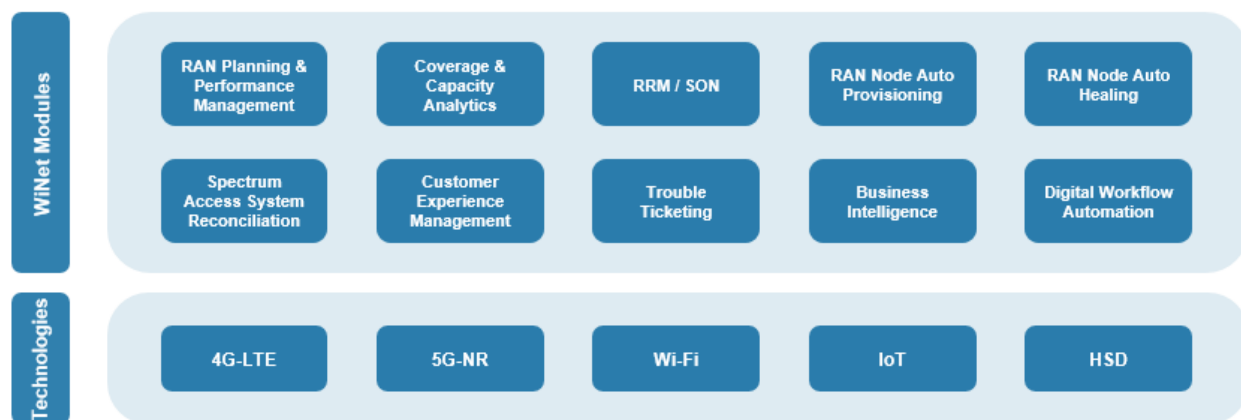 WiNet Modules
RAN Planning &
Performance
Management
Coverage &
Capacity
Analytics
RRM / SON
RAN Node Auto
Provisioning
RAN Node Auto
Healing
Spectrum
Access System
Reconciliation
Customer
Experience
Management
Trouble
Ticketing
Business
Intelligence
Digital Workflow
Automation
Technologies
4G-LTE
5G-NR
Wi-Fi
IoT
HSD